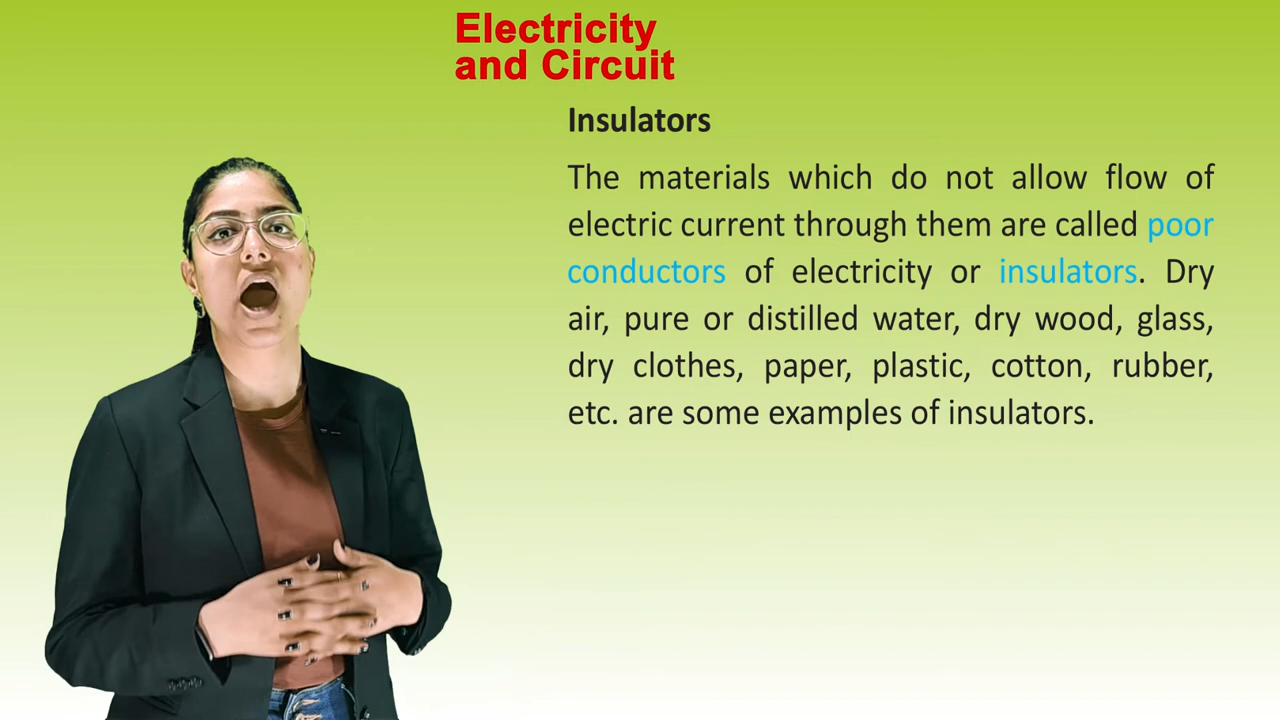 Electricity
and Circuit
Insulators
The materials which do not allow flow of
electric current through them are called poor
conductors of electricity or insulators. Dry
air, pure or distilled water, dry wood, glass,
dry clothes, paper, plastic, cotton, rubber,
etc. are some examples of insulators.